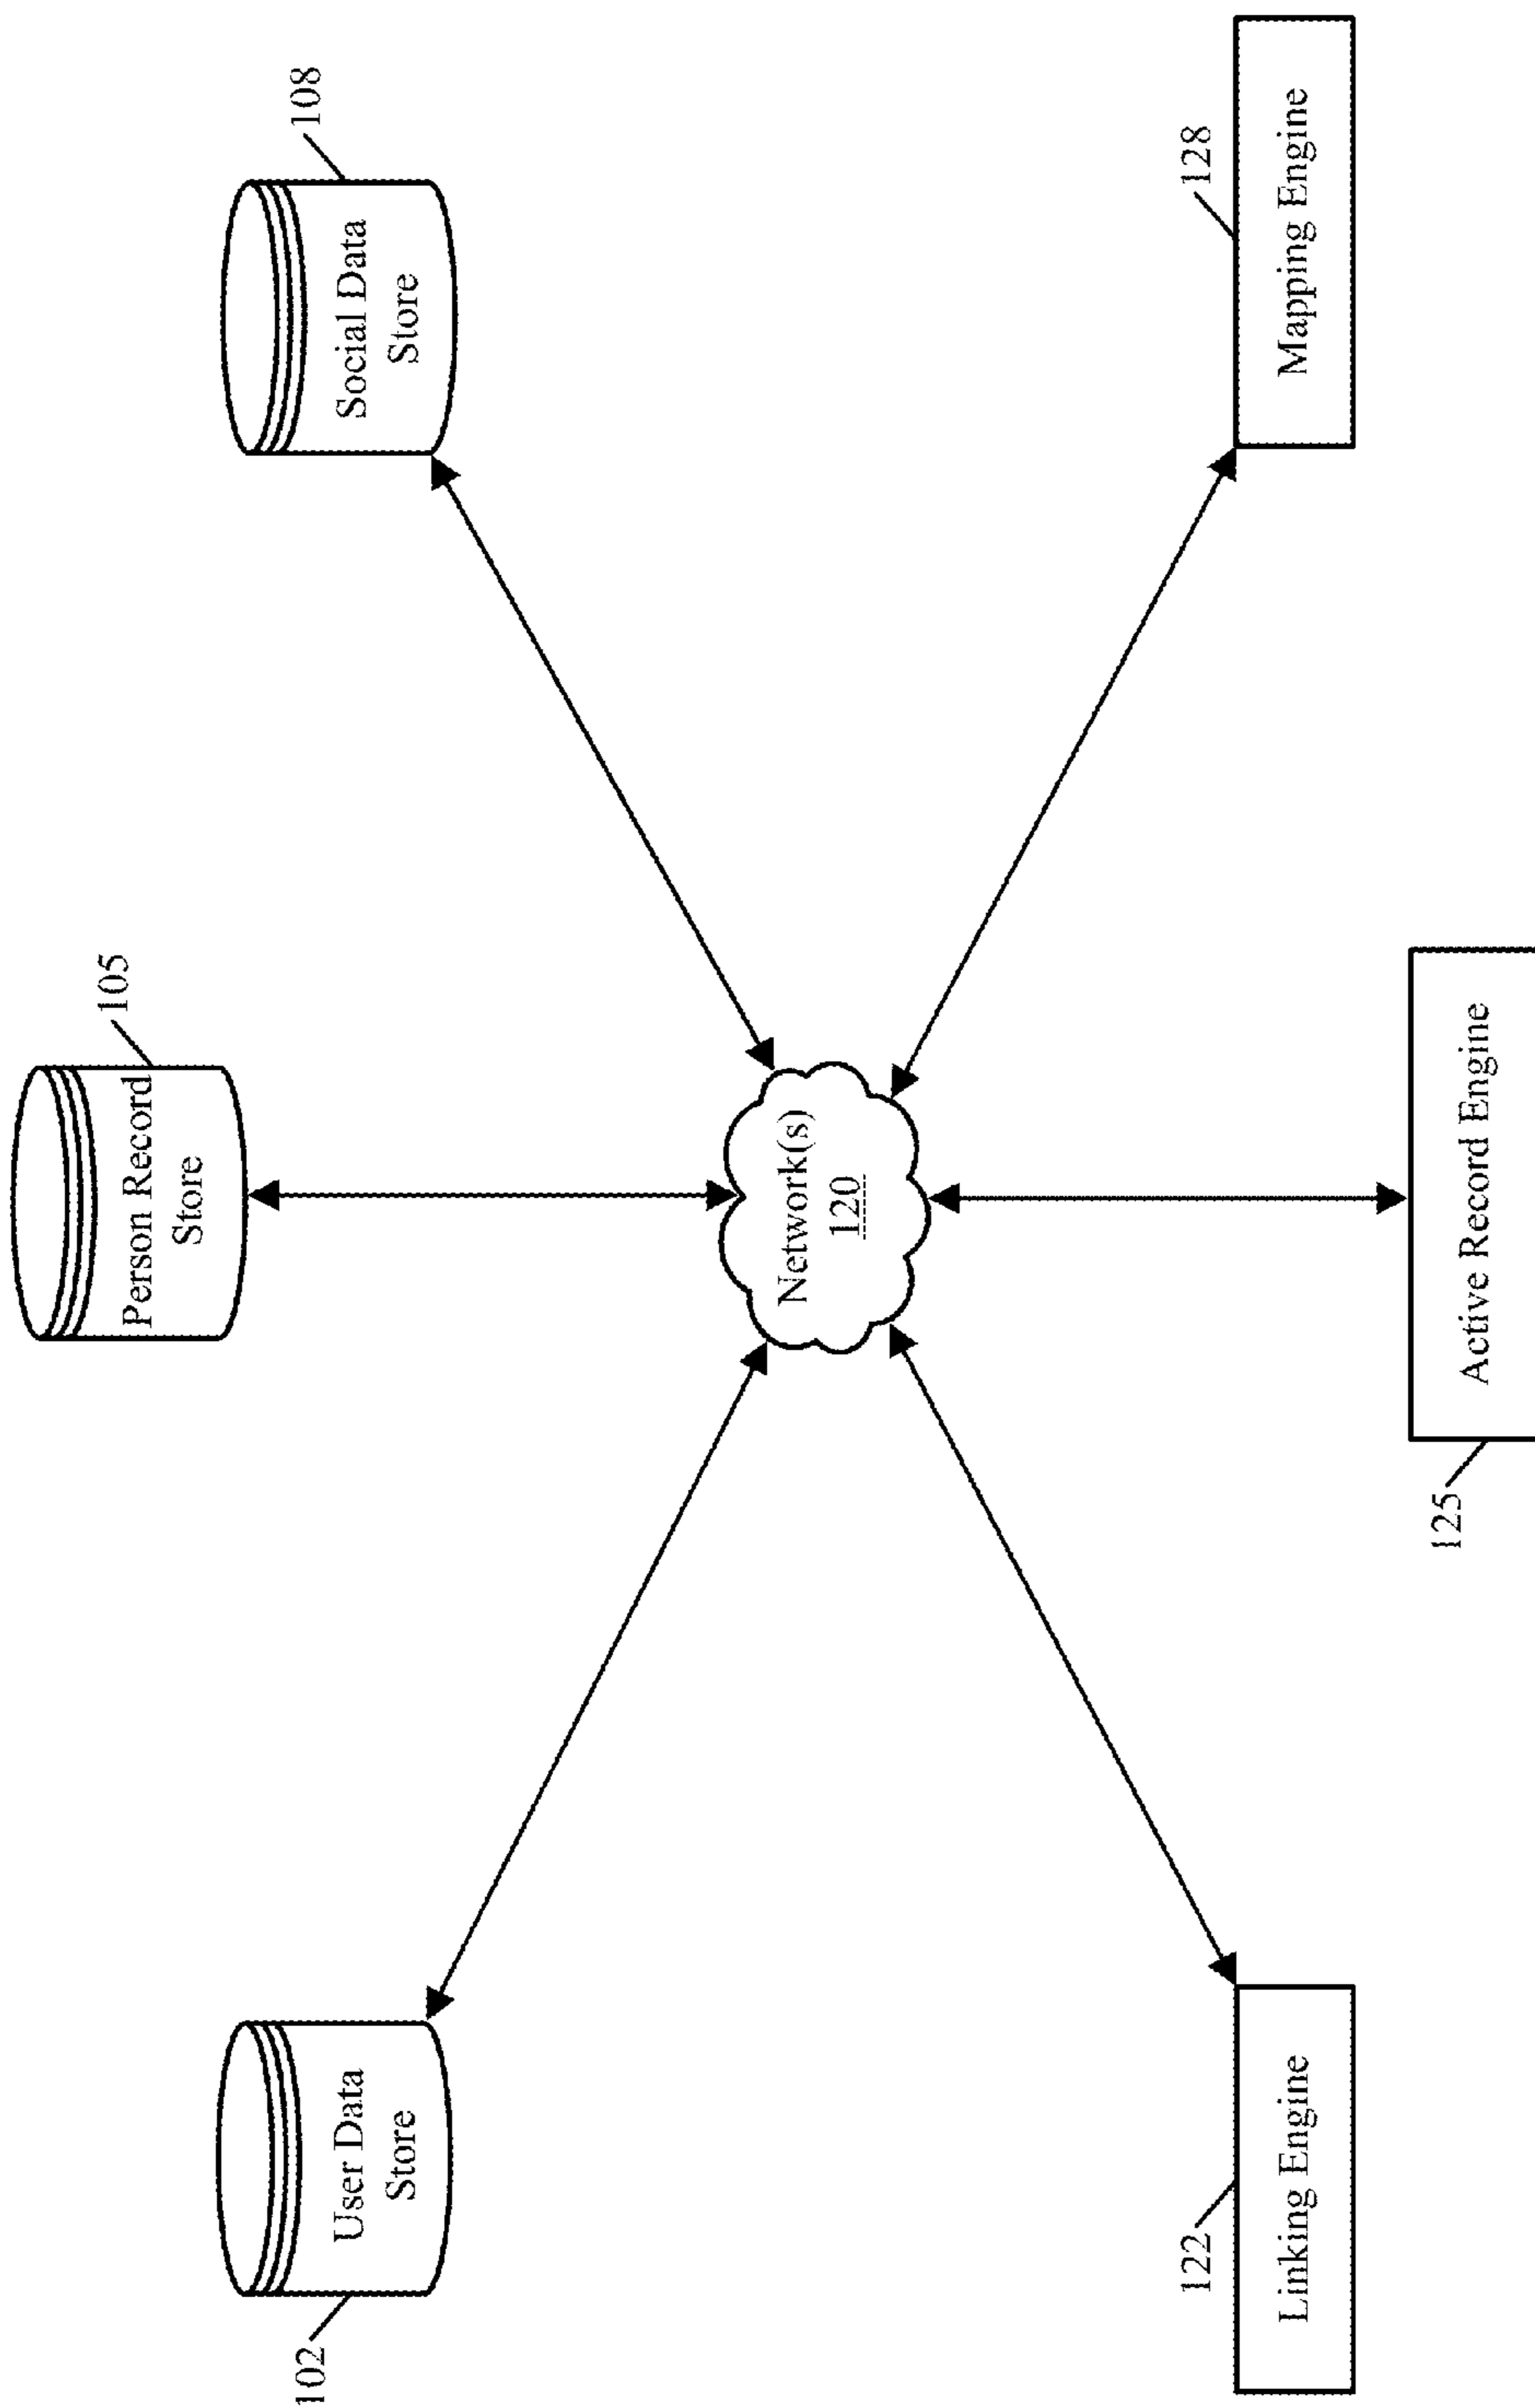 105
Person Record
Store
102
User Data
Store
108
Social Data
Store
Network(s)
120
122
Linking Engine
128
Mapping Engine
125
Active Record Engine